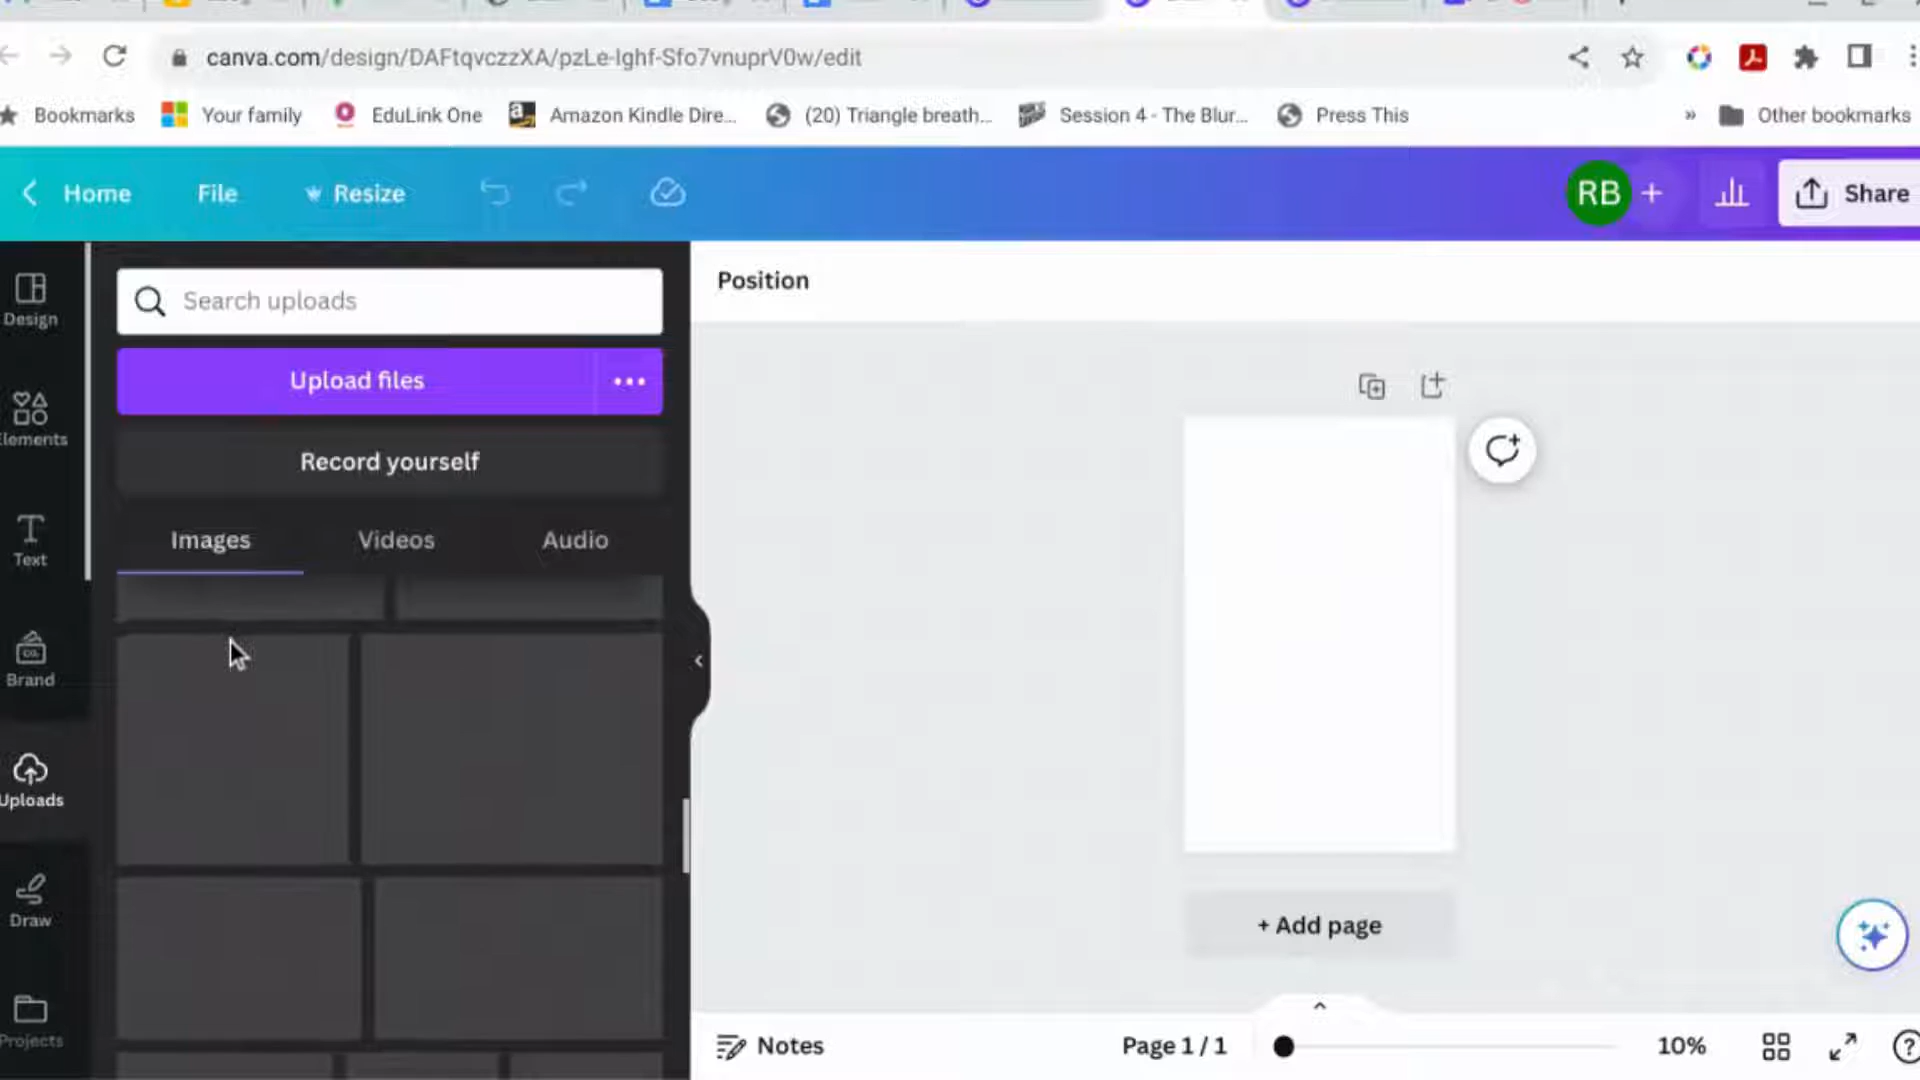 canva.com/design/DAFtqvczzXA/pzLe-Ighf-Sfo7vnuprV0w/edit
Bookmarks Your family EduLink One Amazon Kindle Dire... (20) Triangle breath... Session 4 - The Blur... Press This » Other bookmarks
Home File Resize RB + Share
Design
Elements
Text
Brand
Uploads
Draw
Projects
Search uploads
Upload files
Record yourself
Images Videos Audio
Position
+ Add page
Notes Page 1 / 1 10%